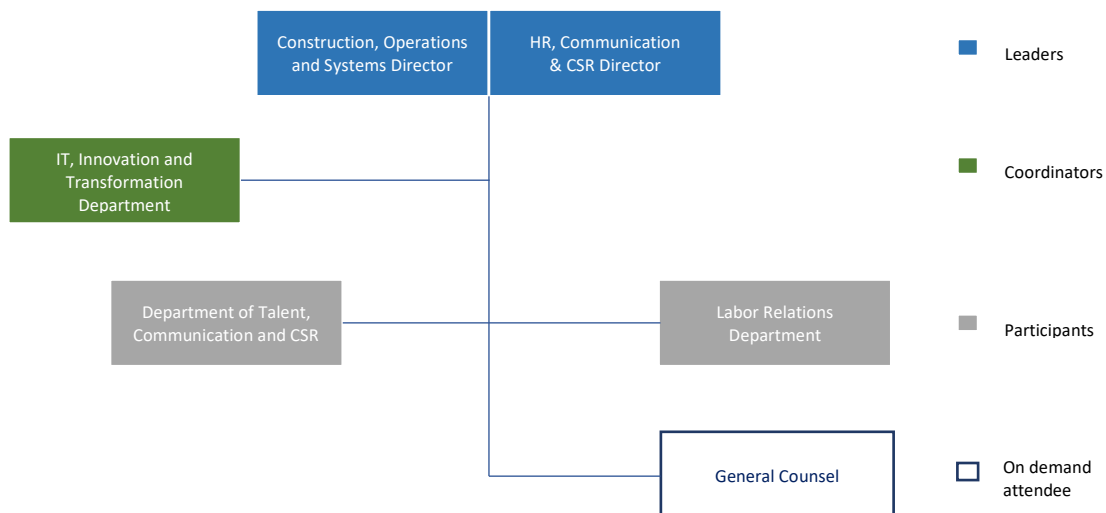 Construction, Operations
and Systems Director
HR, Communication
& CSR Director
Leaders
IT, Innovation and
Transformation
Department
Coordinators
Department of Talent,
Communication and CSR
Labor Relations
Department
Participants
General Counsel
On demand
attendee